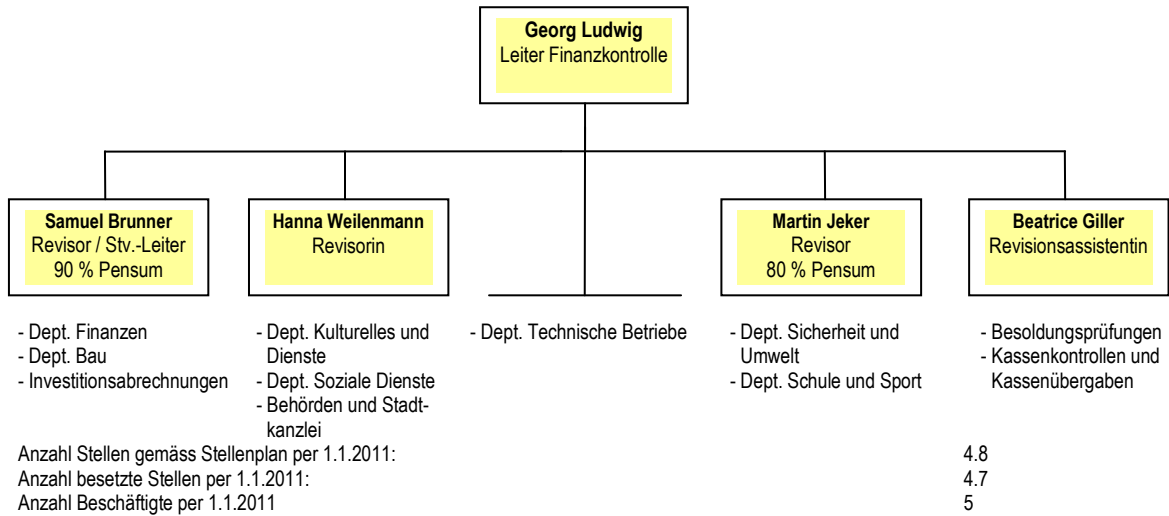 Georg Ludwig
Leiter Finanzkontrolle
Samuel Brunner
Revisor / Stv.-Leiter
90 % Pensum
Hanna Weilenmann
Revisorin
Martin Jeker
Revisor
80 % Pensum
Beatrice Giller
Revisionsassistentin
- Dept. Finanzen
- Dept. Bau
- Investitionsabrechnungen
- Dept. Kulturelles und
Dienste
- Dept. Soziale Dienste
- Behörden und Stadt-
kanzlei
- Dept. Technische Betriebe
- Dept. Sicherheit und
Umwelt
- Dept. Schule und Sport
- Besoldungsprüfungen
- Kassenkontrollen und
Kassenübergaben
Anzahl Stellen gemäss Stellenplan per 1.1.2011: 4.8
Anzahl besetzte Stellen per 1.1.2011: 4.7
Anzahl Beschäftigte per 1.1.2011 5